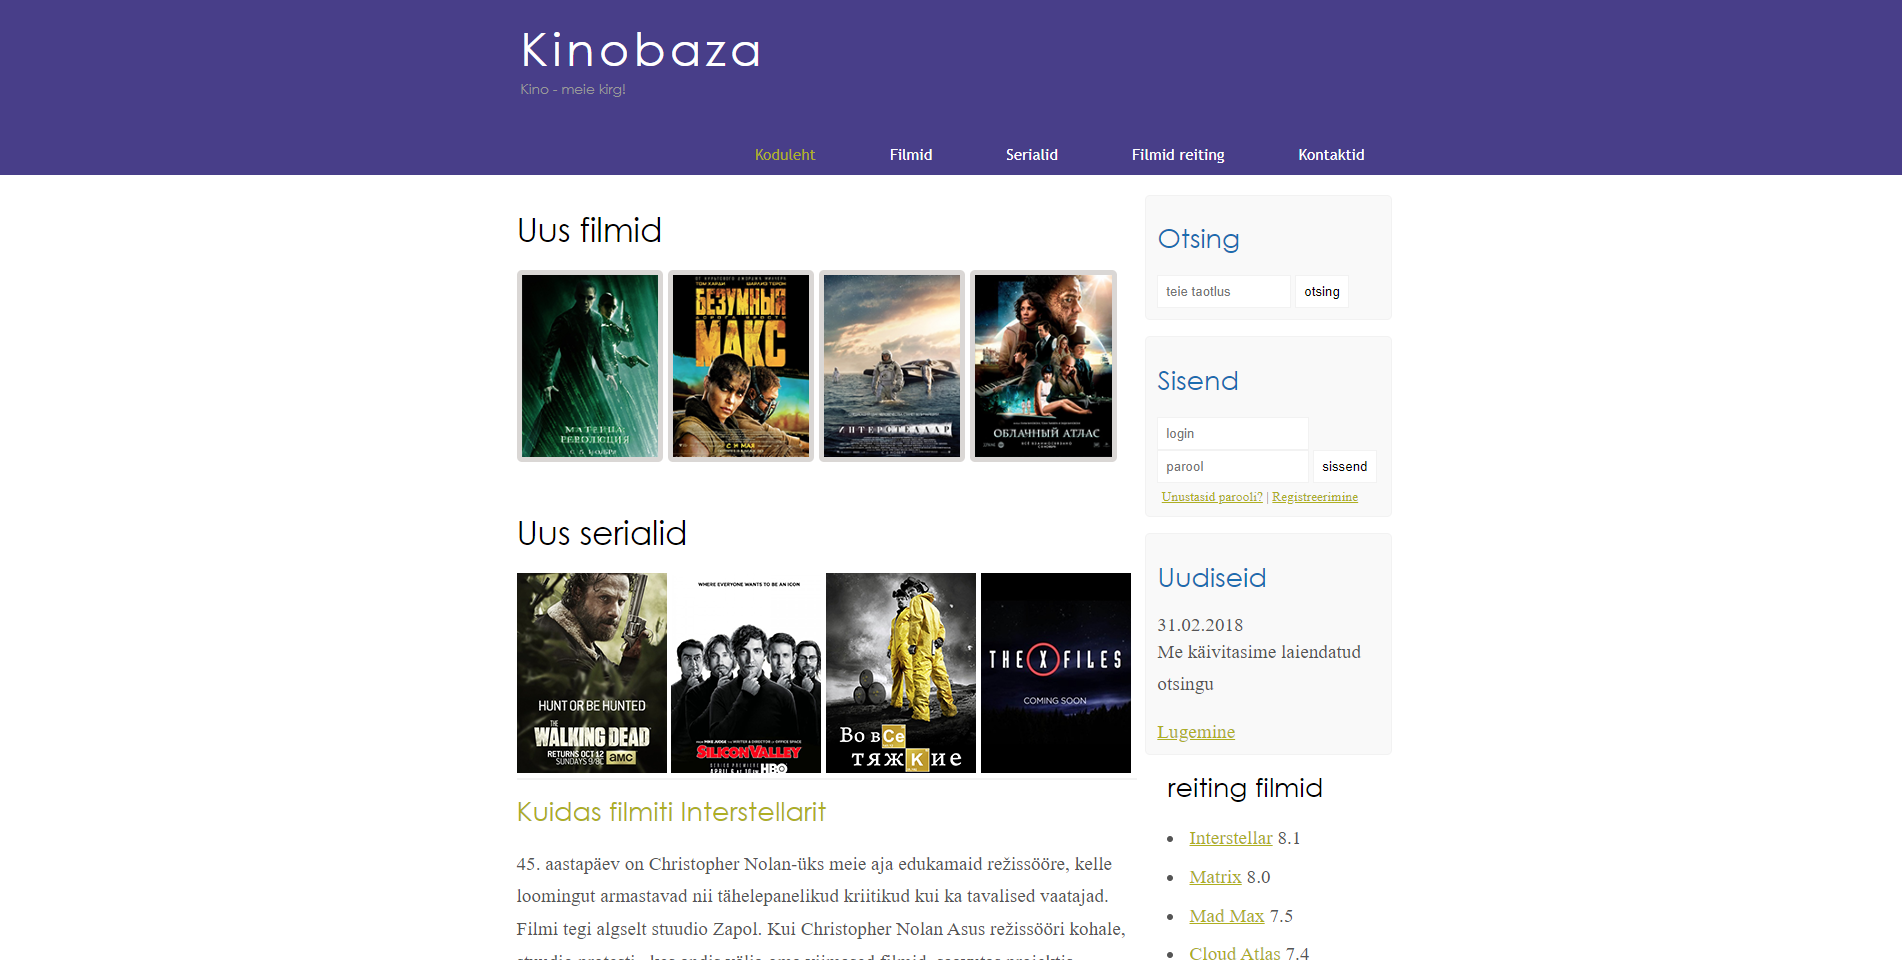 Kinobaza
Kino - meie kirg!
Koduleht Filmid Serialid Filmid reiting Kontaktid
Uus filmid
МАТРИЦА
РЕВОЛЮЦИЯ
ТОМ ХАРДИ ШАРЛИЗ ТЕРОН
БЕЗУМНЫЙ
ДОРОГА ЯРОСТИ
МАКС
ИНТЕРСТЕЛЛАР
ОБЛАЧНЫЙ АТЛАС
Uus serialid
HUNT OR BE HUNTED
THE
WALKING DEAD
RETURNS OCT 12
SUNDAYS 9/8c amc
WHERE EVERYONE WANTS TO BE AN ICON
SILICON VALLEY
HBO
Во все
тяжкие
THE X FILES
COMING SOON
Kuidas filmiti Interstellarit
45. aastapäev on Christopher Nolan-üks meie aja edukamaid režissööre, kelle
loomingut armastavad nii tähelepanelikud kriitikud kui ka tavalised vaatajad.
Filmi tegi algselt stuudio Zapol. Kui Christopher Nolan Asus režissööri kohale,
Otsing
teie taotlus otsing
Sisend
login
parool sissend
Unustasid parooli? | Registreerimine
Uudiseid
31.02.2018
Me käivitasime laiendatud
otsingu
Lugemine
reiting filmid
Interstellar 8.1
Matrix 8.0
Mad Max 7.5
Cloud Atlas 7.4